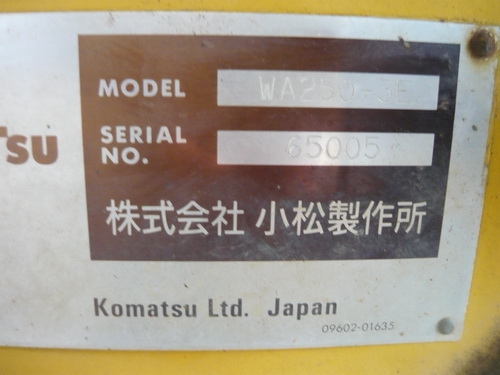 MODEL WA250-3E
TSU
SERIAL NO. 65005
株式会社 小松製作所
Komatsu Ltd. Japan
09602-01635